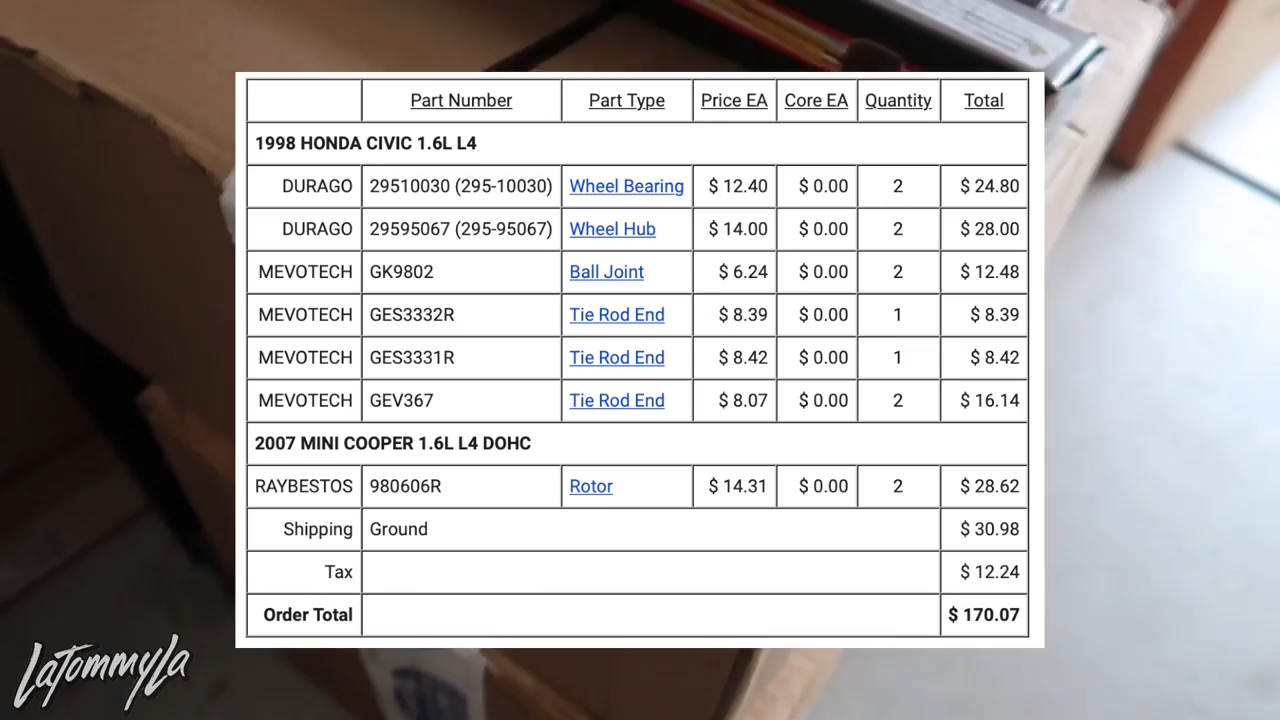 Part Number Part Type Price EA Core EA Quantity Total
1998 HONDA CIVIC 1.6L L4
DURAGO 29510030 (295-10030) Wheel Bearing $ 12.40 $ 0.00 2 $ 24.80
DURAGO 29595067 (295-95067) Wheel Hub $ 14.00 $ 0.00 2 $ 28.00
MEVOTECH GK9802 Ball Joint $ 6.24 $ 0.00 2 $ 12.48
MEVOTECH GES3332R Tie Rod End $ 8.39 $ 0.00 1 $ 8.39
MEVOTECH GES3331R Tie Rod End $ 8.42 $ 0.00 1 $ 8.42
MEVOTECH GEV367 Tie Rod End $ 8.07 $ 0.00 2 $ 16.14
2007 MINI COOPER 1.6L L4 DOHC
RAYBESTOS 980606R Rotor $ 14.31 $ 0.00 2 $ 28.62
Shipping Ground $ 30.98
Tax $ 12.24
Order Total $ 170.07
LaTommyLa